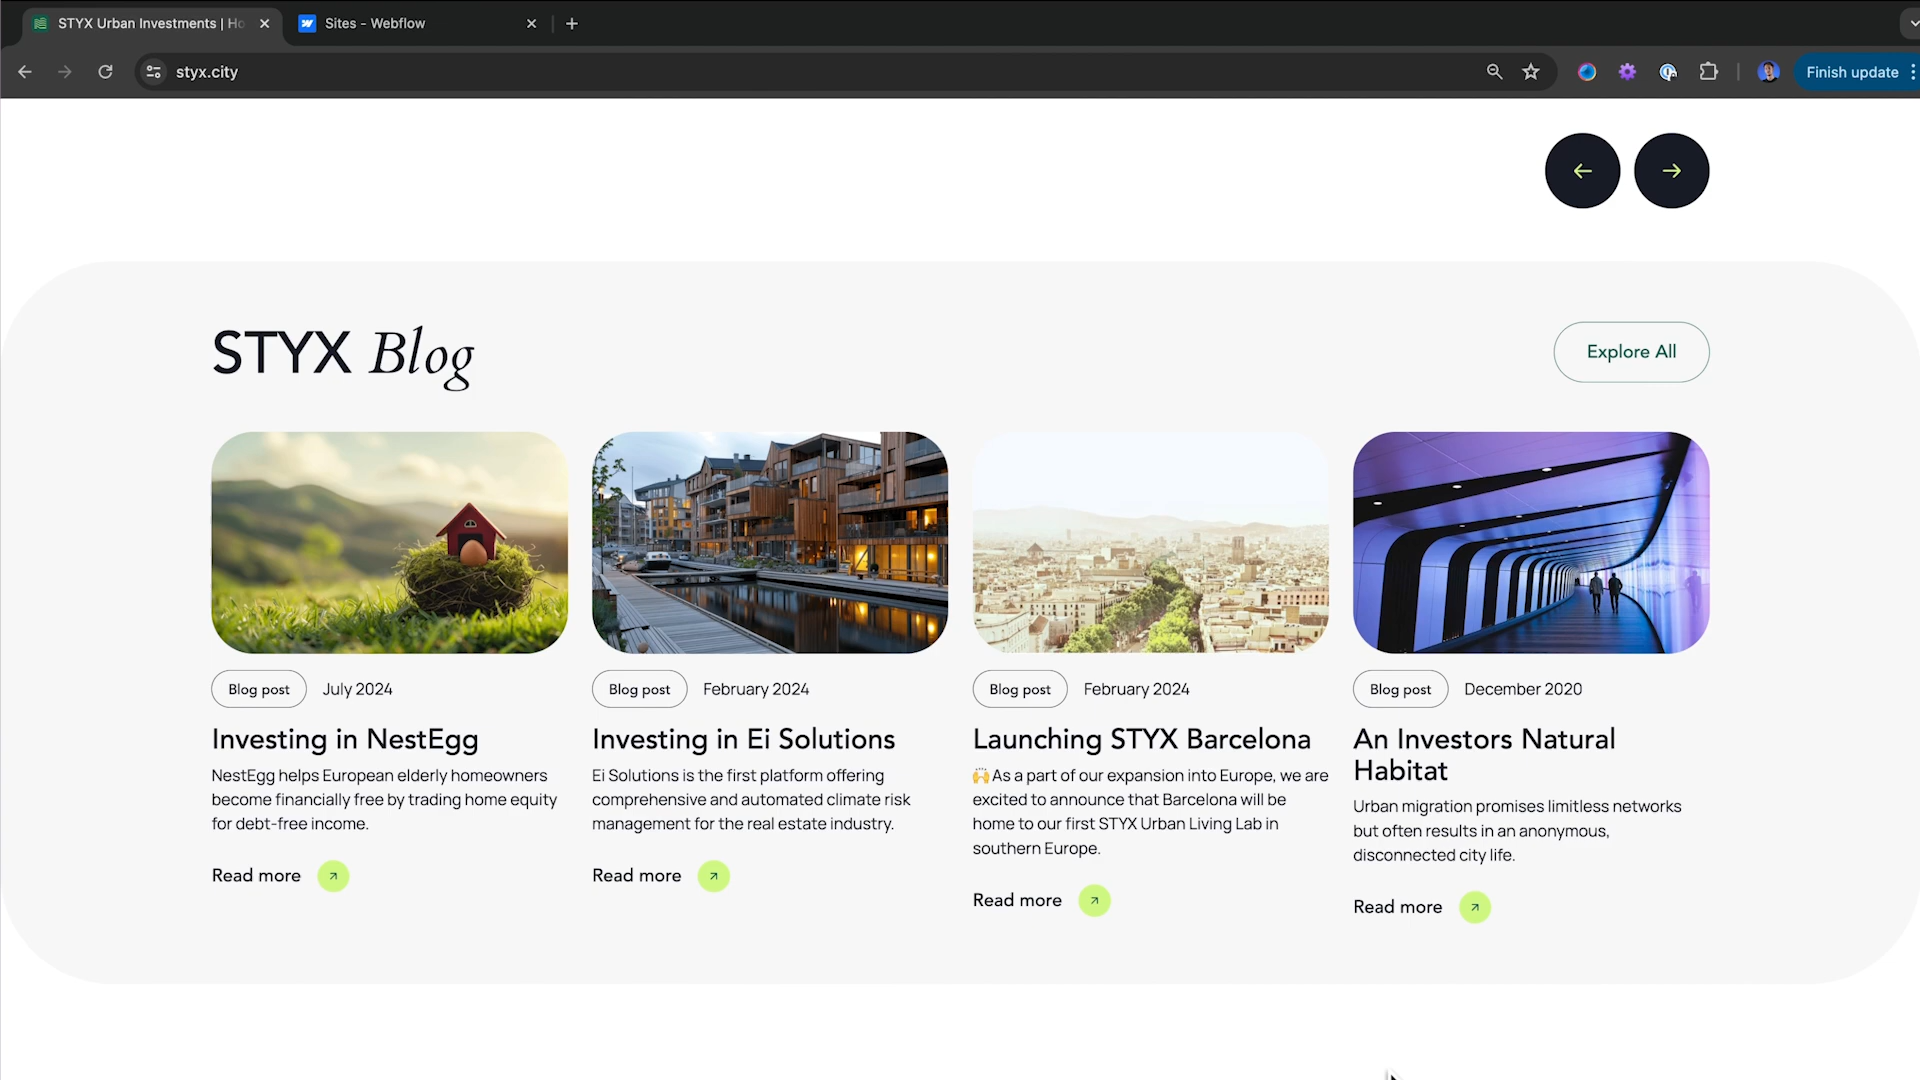 STYX Urban Investments | Ho
Sites - Webflow
styx.city
Finish update
STYX Blog
Explore All
Blog post
July 2024
Investing in NestEgg
NestEgg helps European elderly homeowners
become financially free by trading home equity
for debt-free income.
Read more
Blog post
February 2024
Investing in Ei Solutions
Ei Solutions is the first platform offering
comprehensive and automated climate risk
management for the real estate industry.
Read more
Blog post
February 2024
Launching STYX Barcelona
🙌 As a part of our expansion into Europe, we are
excited to announce that Barcelona will be
home to our first STYX Urban Living Lab in
southern Europe.
Read more
Blog post
December 2020
An Investors Natural
Habitat
Urban migration promises limitless networks
but often results in an anonymous,
disconnected city life.
Read more